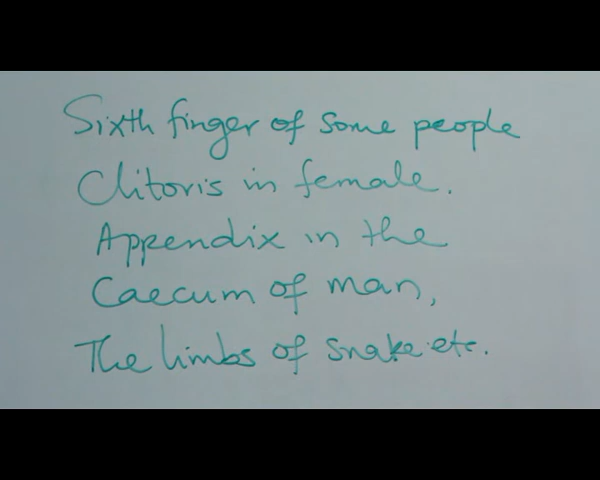 Sixth finger of some people
Clitoris in female.
Appendix in the
Caecum of man,
The limbs of snake etc.